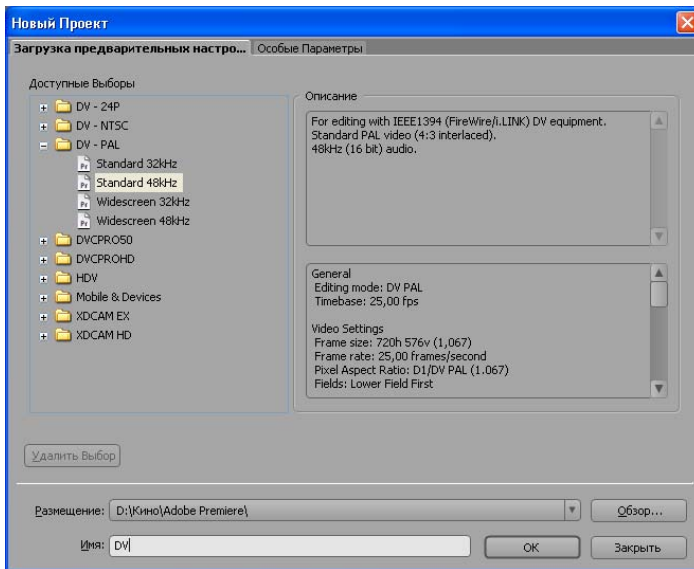 Новый Проект
Загрузка предварительных настро... Особые Параметры
Доступные Выборы
DV - 24P
DV - NTSC
DV - PAL
Standard 32kHz
Standard 48kHz
Widescreen 32kHz
Widescreen 48kHz
DVCPRO50
DVCPROHD
HDV
Mobile & Devices
XDCAM EX
XDCAM HD
Описание
For editing with IEEE1394 (FireWire/i.LINK) DV equipment.
Standard PAL video (4:3 interlaced).
48kHz (16 bit) audio.
General
Editing mode: DV PAL
Timebase: 25,00 fps
Video Settings
Frame size: 720h 576v (1,067)
Frame rate: 25,00 frames/second
Pixel Aspect Ratio: D1/DV PAL (1.067)
Fields: Lower Field First
Удалить Выбор
Размещение: D:\Кино\Adobe Premiere\ Обзор...
Имя: DV OK Закрыть